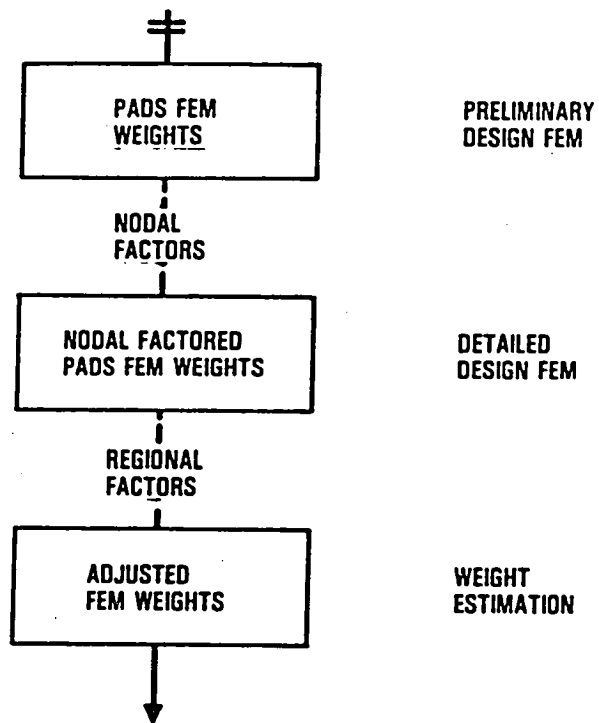 PADS FEM
WEIGHTS
PRELIMINARY
DESIGN FEM
NODAL
FACTORS
NODAL FACTORED
PADS FEM WEIGHTS
DETAILED
DESIGN FEM
REGIONAL
FACTORS
ADJUSTED
FEM WEIGHTS
WEIGHT
ESTIMATION